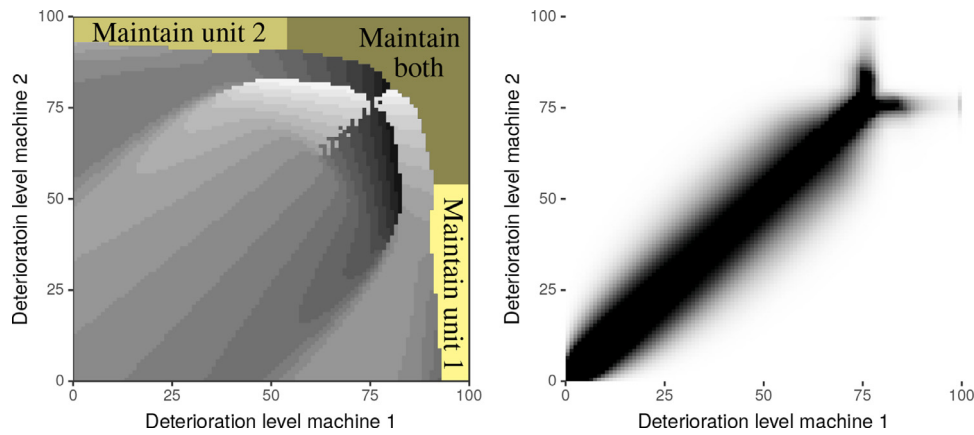 100
75
50
25
0
0
25
50
75
100
Deterioration level machine 1
Deterioratoin level machine 2
Maintain unit 2
Maintain
both
Maintain unit 1
100
75
50
25
0
0
25
50
75
100
Deterioration level machine 1
Deterioratoin level machine 2